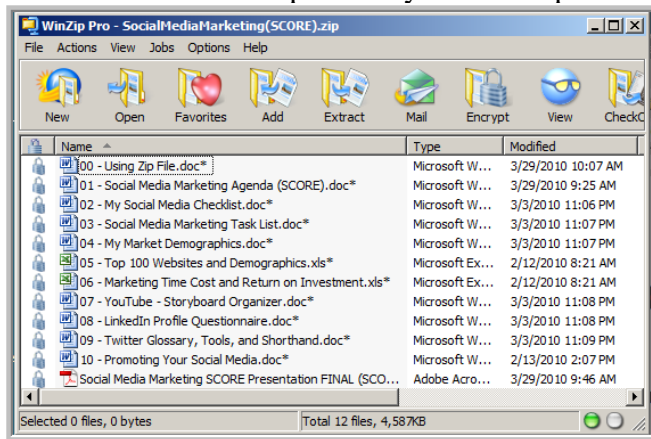 WinZip Pro - SocialMediaMarketing(SCORE).zip
File Actions View Jobs Options Help
New Open Favorites Add Extract Mail Encrypt View CheckO
Name Type Modified
00 - Using Zip File.doc* Microsoft W... 3/29/2010 10:07 AM
01 - Social Media Marketing Agenda (SCORE).doc* Microsoft W... 3/29/2010 9:25 AM
02 - My Social Media Checklist.doc* Microsoft W... 3/3/2010 11:06 PM
03 - Social Media Marketing Task List.doc* Microsoft W... 3/3/2010 11:07 PM
04 - My Market Demographics.doc* Microsoft W... 3/3/2010 11:07 PM
05 - Top 100 Websites and Demographics.xls* Microsoft Ex... 2/12/2010 8:21 AM
06 - Marketing Time Cost and Return on Investment.xls* Microsoft Ex... 2/12/2010 8:21 AM
07 - YouTube - Storyboard Organizer.doc* Microsoft W... 3/3/2010 11:08 PM
08 - LinkedIn Profile Questionnaire.doc* Microsoft W... 3/3/2010 11:08 PM
09 - Twitter Glossary, Tools, and Shorthand.doc* Microsoft W... 3/3/2010 11:09 PM
10 - Promoting Your Social Media.doc* Microsoft W... 2/13/2010 2:07 PM
Social Media Marketing SCORE Presentation FINAL (SCO... Adobe Acro... 3/29/2010 9:46 AM
Selected 0 files, 0 bytes Total 12 files, 4,587KB